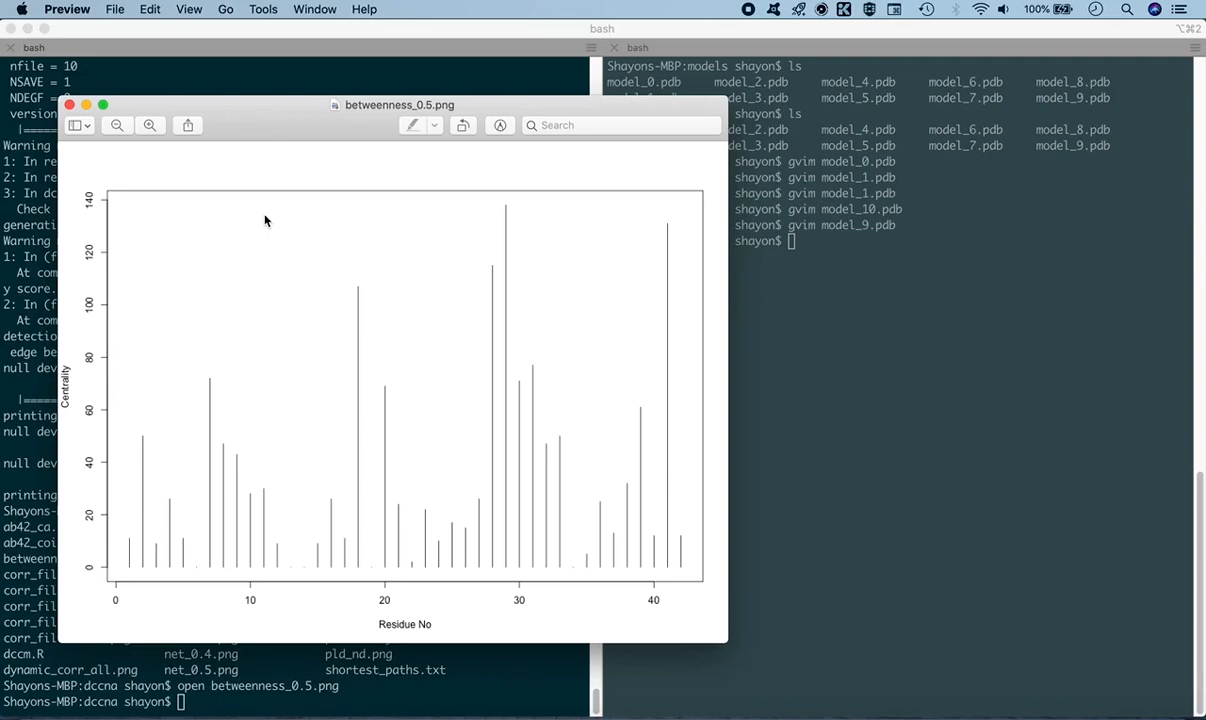 Preview File Edit View Go Tools Window Help 100%
bash ⌥⌘2
bash
nfile = 10
NSAVE = 1
NDEGF =
version
|====
Warning
1: In re
2: In re
3: In dc
Check
generati
Warning
1: In (f
At com
y score.
2: In (f
At com
detectio
edge be
null dev
|====
printing
null dev
null dev
printing
Shayons-
ab42_ca.
ab42_coi
betweenn
corr_fil
corr_fil
corr_fil
corr_fil
corr_fil
dccm.R net_0.4.png pld_nd.png
dynamic_corr_all.png net_0.5.png shortest_paths.txt
Shayons-MBP:dccna shayon$ open betweenness_0.5.png
Shayons-MBP:dccna shayon$
betweenness_0.5.png
Search
Centrality
140
120
100
80
60
40
20
0
0 10 20 30 40
Residue No
bash
Shayons-MBP:models shayon$ ls
model_0.pdb model_2.pdb model_4.pdb model_6.pdb model_8.pdb
_3.pdb model_5.pdb model_7.pdb model_9.pdb
shayon$ ls
del_2.pdb model_4.pdb model_6.pdb model_8.pdb
del_3.pdb model_5.pdb model_7.pdb model_9.pdb
shayon$ gvim model_0.pdb
shayon$ gvim model_1.pdb
shayon$ gvim model_1.pdb
shayon$ gvim model_10.pdb
shayon$ gvim model_9.pdb
shayon$